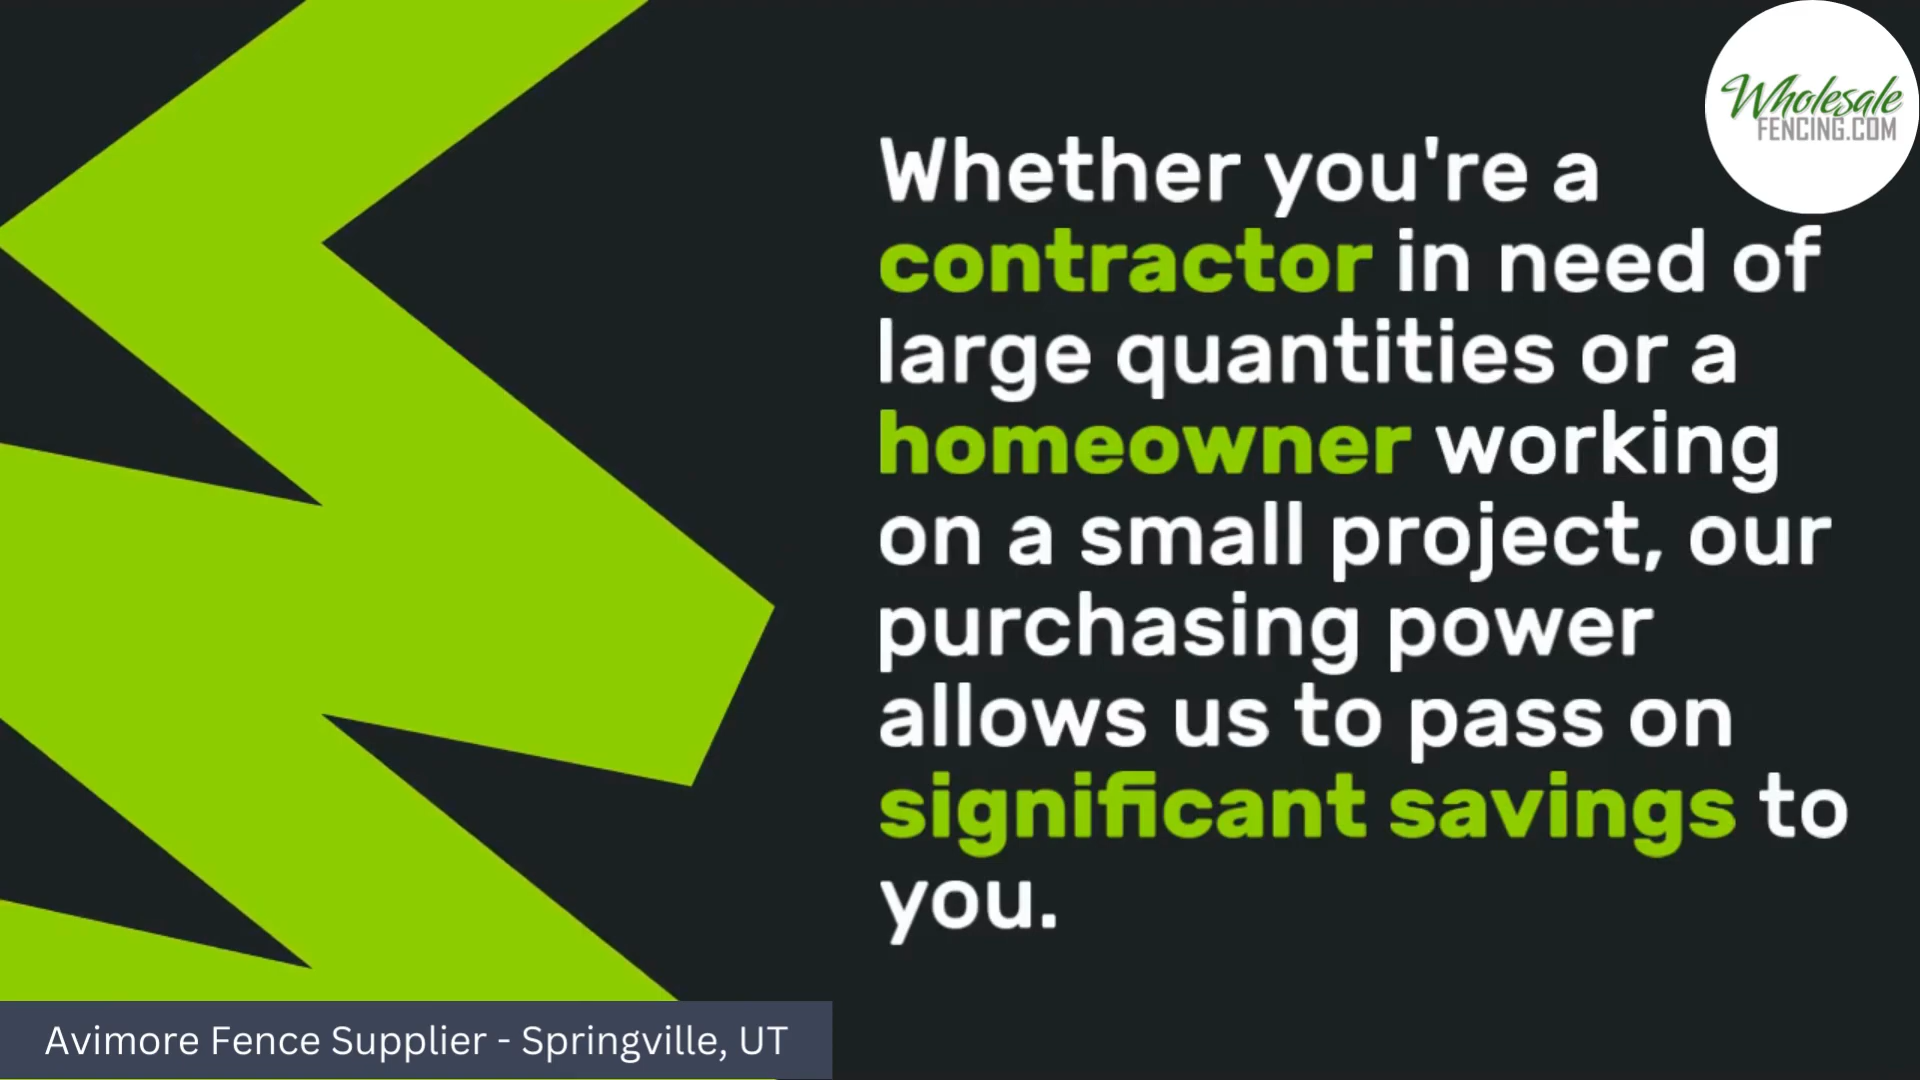 Wholesale
FENCING.COM
Whether you're a
contractor in need of
large quantities or a
homeowner working
on a small project, our
purchasing power
allows us to pass on
significant savings to
you.
Avimore Fence Supplier - Springville, UT